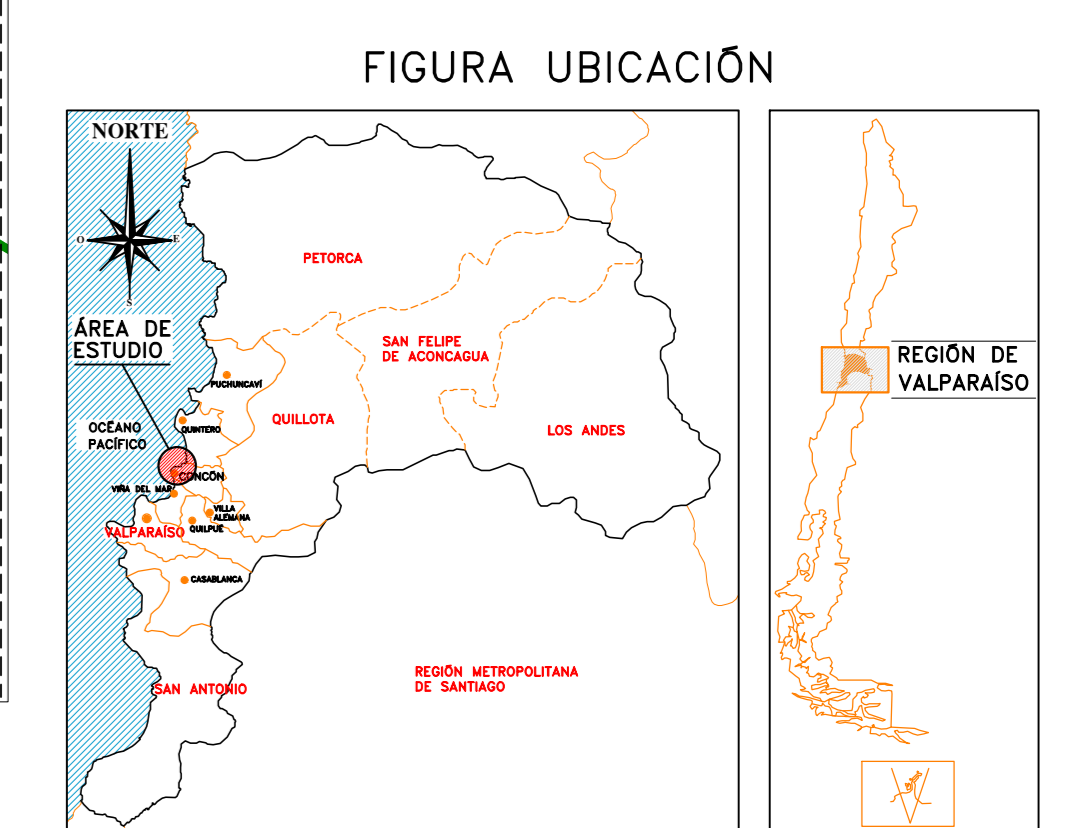 FIGURA UBICACIÓN
NORTE
O
E
S
ÁREA DE
ESTUDIO
OCÉANO
PACÍFICO
PETORCA
SAN FELIPE
DE ACONCAGUA
PUCHUNCAVÍ
QUINTERO
QUILLOTA
LOS ANDES
CONCÓN
VIÑA DEL MAR
VILLA
ALEMANA
QUILPUÉ
VALPARAÍSO
CASABLANCA
SAN ANTONIO
REGIÓN METROPOLITANA
DE SANTIAGO
REGIÓN DE
VALPARAÍSO